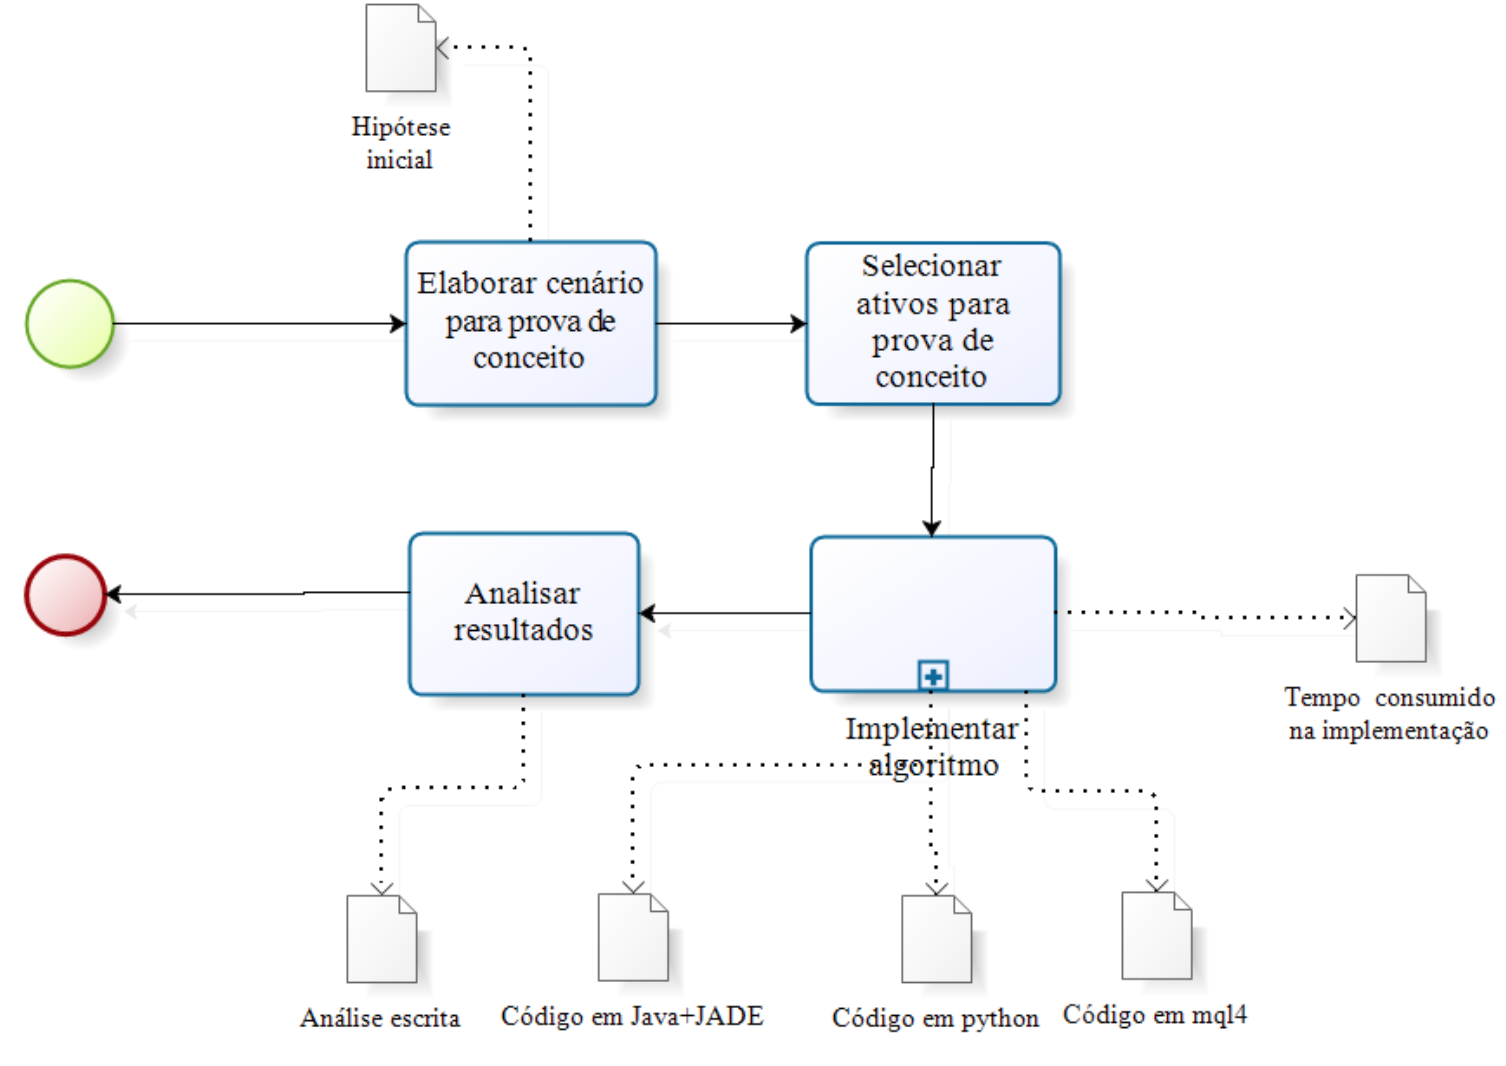 Hipótese
inicial
Elaborar cenário
para prova de
conceito
Selecionar
ativos para
prova de
conceito
Analisar
resultados
Implementar
algoritmo
Tempo consumido
na implementação
Análise escrita
Código em Java+JADE
Código em python
Código em mql4